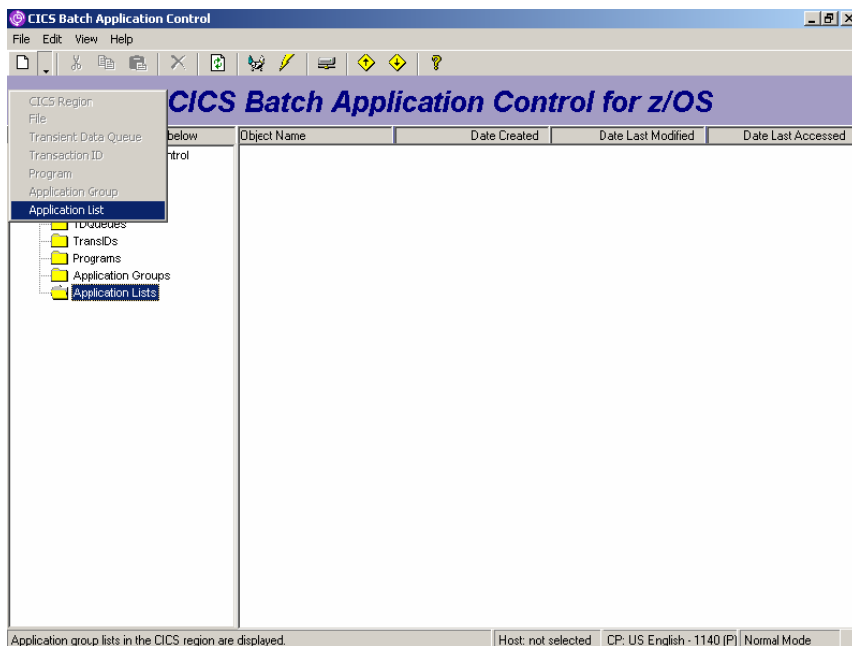 CICS Batch Application Control
File Edit View Help
CICS Batch Application Control for z/OS
CICS Region
File
Transient Data Queue
Transaction ID
Program
Application Group
Application List
below
Object Name Date Created Date Last Modified Date Last Accessed
ntrol
TDQueues
TransIDs
Programs
Application Groups
Application Lists
Application group lists in the CICS region are displayed. Host: not selected CP: US English - 1140 (P) Normal Mode